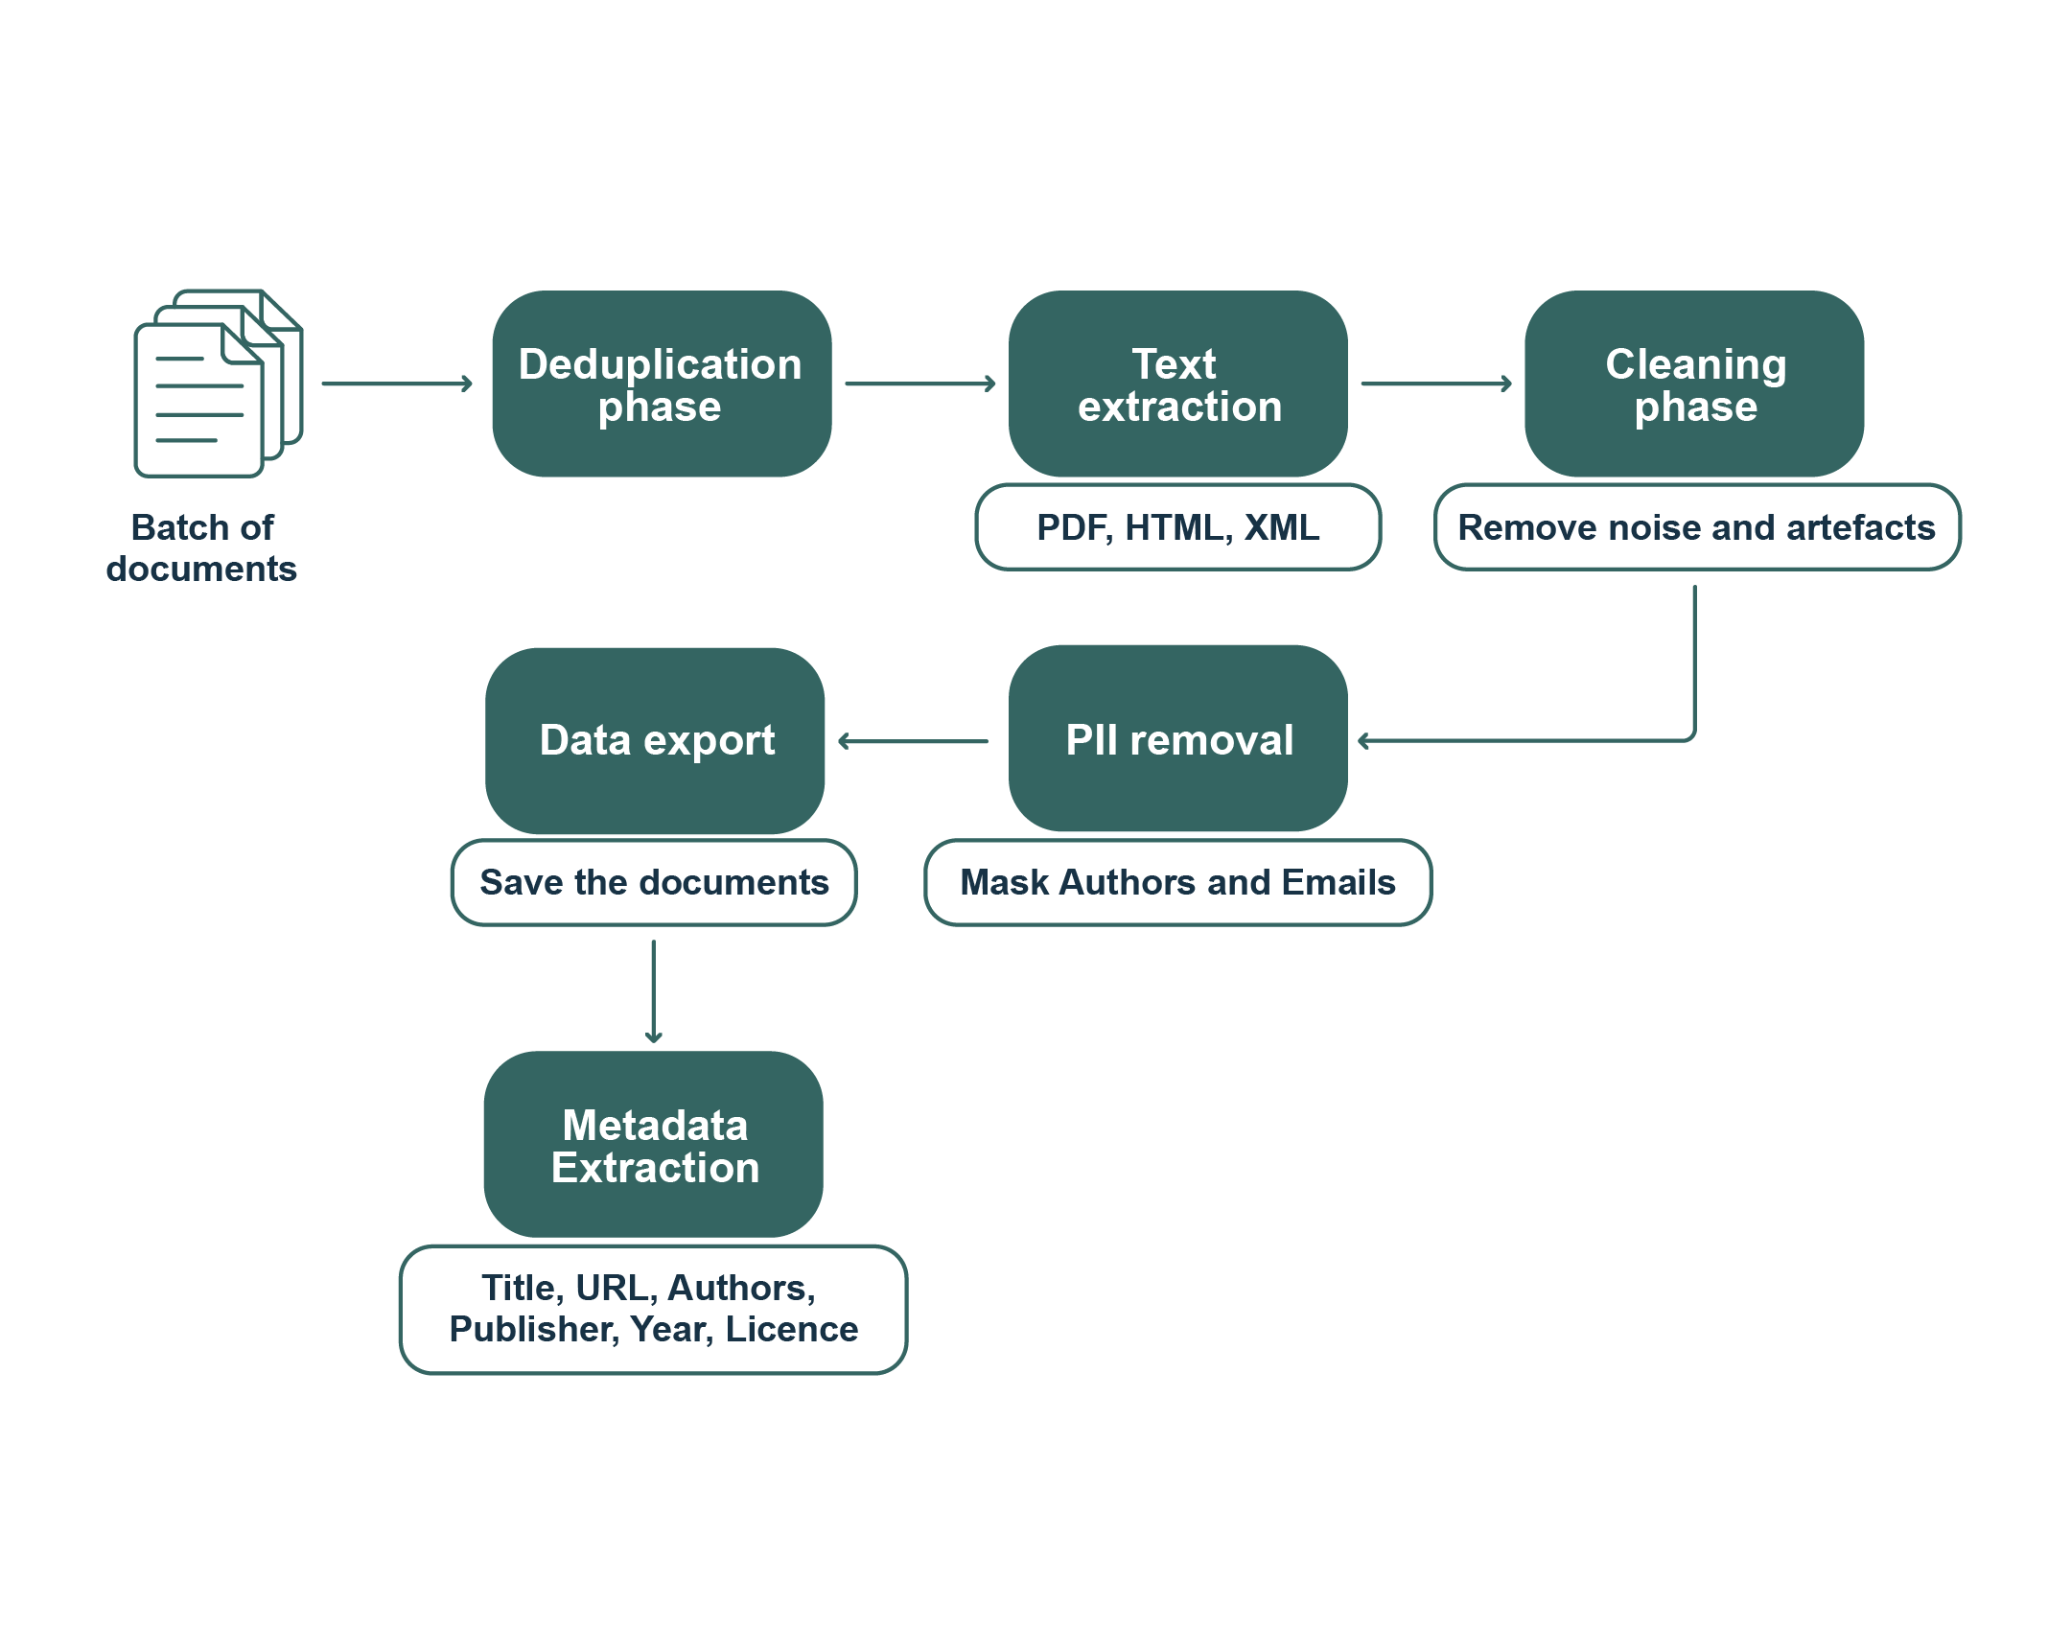 Batch of
documents
Deduplication
phase
Text
extraction
PDF, HTML, XML
Cleaning
phase
Remove noise and artefacts
PII removal
Mask Authors and Emails
Data export
Save the documents
Metadata
Extraction
Title, URL, Authors,
Publisher, Year, Licence